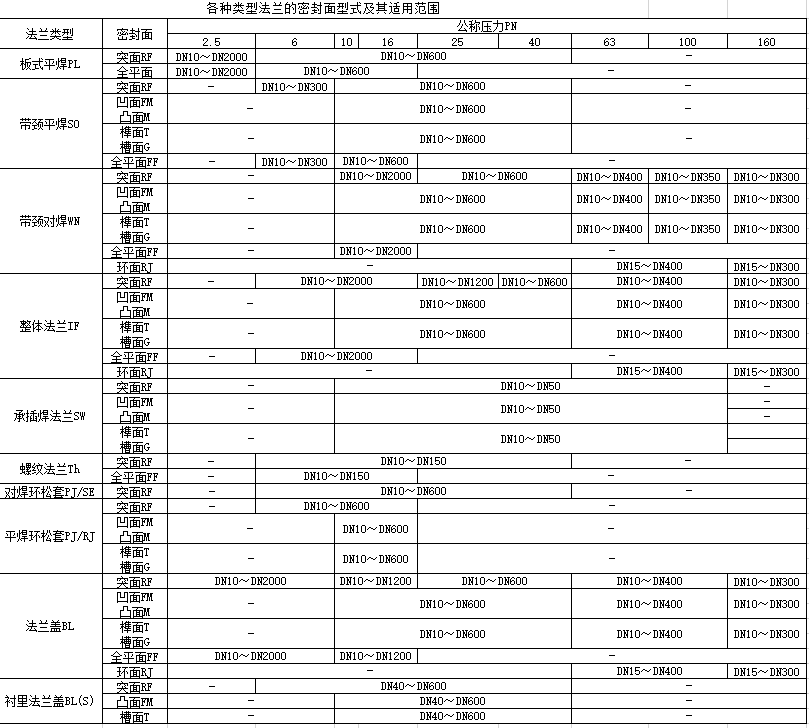 各种类型法兰的密封面型式及其适用范围
法兰类型 密封面 公称压力PN
2.5 6 10 16 25 40 63 100 160
板式平焊PL 突面RF DN10～DN2000 DN10～DN600 -
全平面 DN10～DN2000 DN10～DN600 -
带颈平焊SO 突面RF - DN10～DN300 DN10～DN600 -
凹面FM
凸面M - DN10～DN600 -
榫面T
槽面G - DN10～DN600 -
全平面FF - DN10～DN300 DN10～DN600 -
带颈对焊WN 突面RF - DN10～DN2000 DN10～DN600 DN10～DN400 DN10～DN350 DN10～DN300
凹面FM
凸面M - DN10～DN600 DN10～DN400 DN10～DN350 DN10～DN300
榫面T
槽面G - DN10～DN600 DN10～DN400 DN10～DN350 DN10～DN300
全平面FF - DN10～DN2000 -
环面RJ - DN15～DN400 DN15～DN300
整体法兰IF 突面RF - DN10～DN2000 DN10～DN1200 DN10～DN600 DN10～DN400 DN10～DN300
凹面FM
凸面M - DN10～DN600 DN10～DN400 DN10～DN300
榫面T
槽面G - DN10～DN600 DN10～DN400 DN10～DN300
全平面FF - DN10～DN2000 -
环面RJ - DN15～DN400 DN15～DN300
承插焊法兰SW 突面RF - DN10～DN50 -
凹面FM -
凸面M - DN10～DN50 -
榫面T
槽面G - DN10～DN50
螺纹法兰Th 突面RF - DN10～DN150 -
全平面FF - DN10～DN150 -
对焊环松套PJ/SE 突面RF - DN10～DN600 -
平焊环松套PJ/RJ 突面RF - DN10～DN600 -
凹面FM
凸面M - DN10～DN600 -
榫面T
槽面G - DN10～DN600 -
法兰盖BL 突面RF DN10～DN2000 DN10～DN1200 DN10～DN600 DN10～DN400 DN10～DN300
凹面FM
凸面M - DN10～DN600 DN10～DN400 DN10～DN300
榫面T
槽面G - DN10～DN600 DN10～DN400 DN10～DN300
全平面FF DN10～DN2000 DN10～DN1200 -
环面RJ - DN15～DN400 DN15～DN300
衬里法兰盖BL(S) 突面RF - DN40～DN600 -
凸面FM - DN40～DN600 -
槽面T - DN40～DN600 -